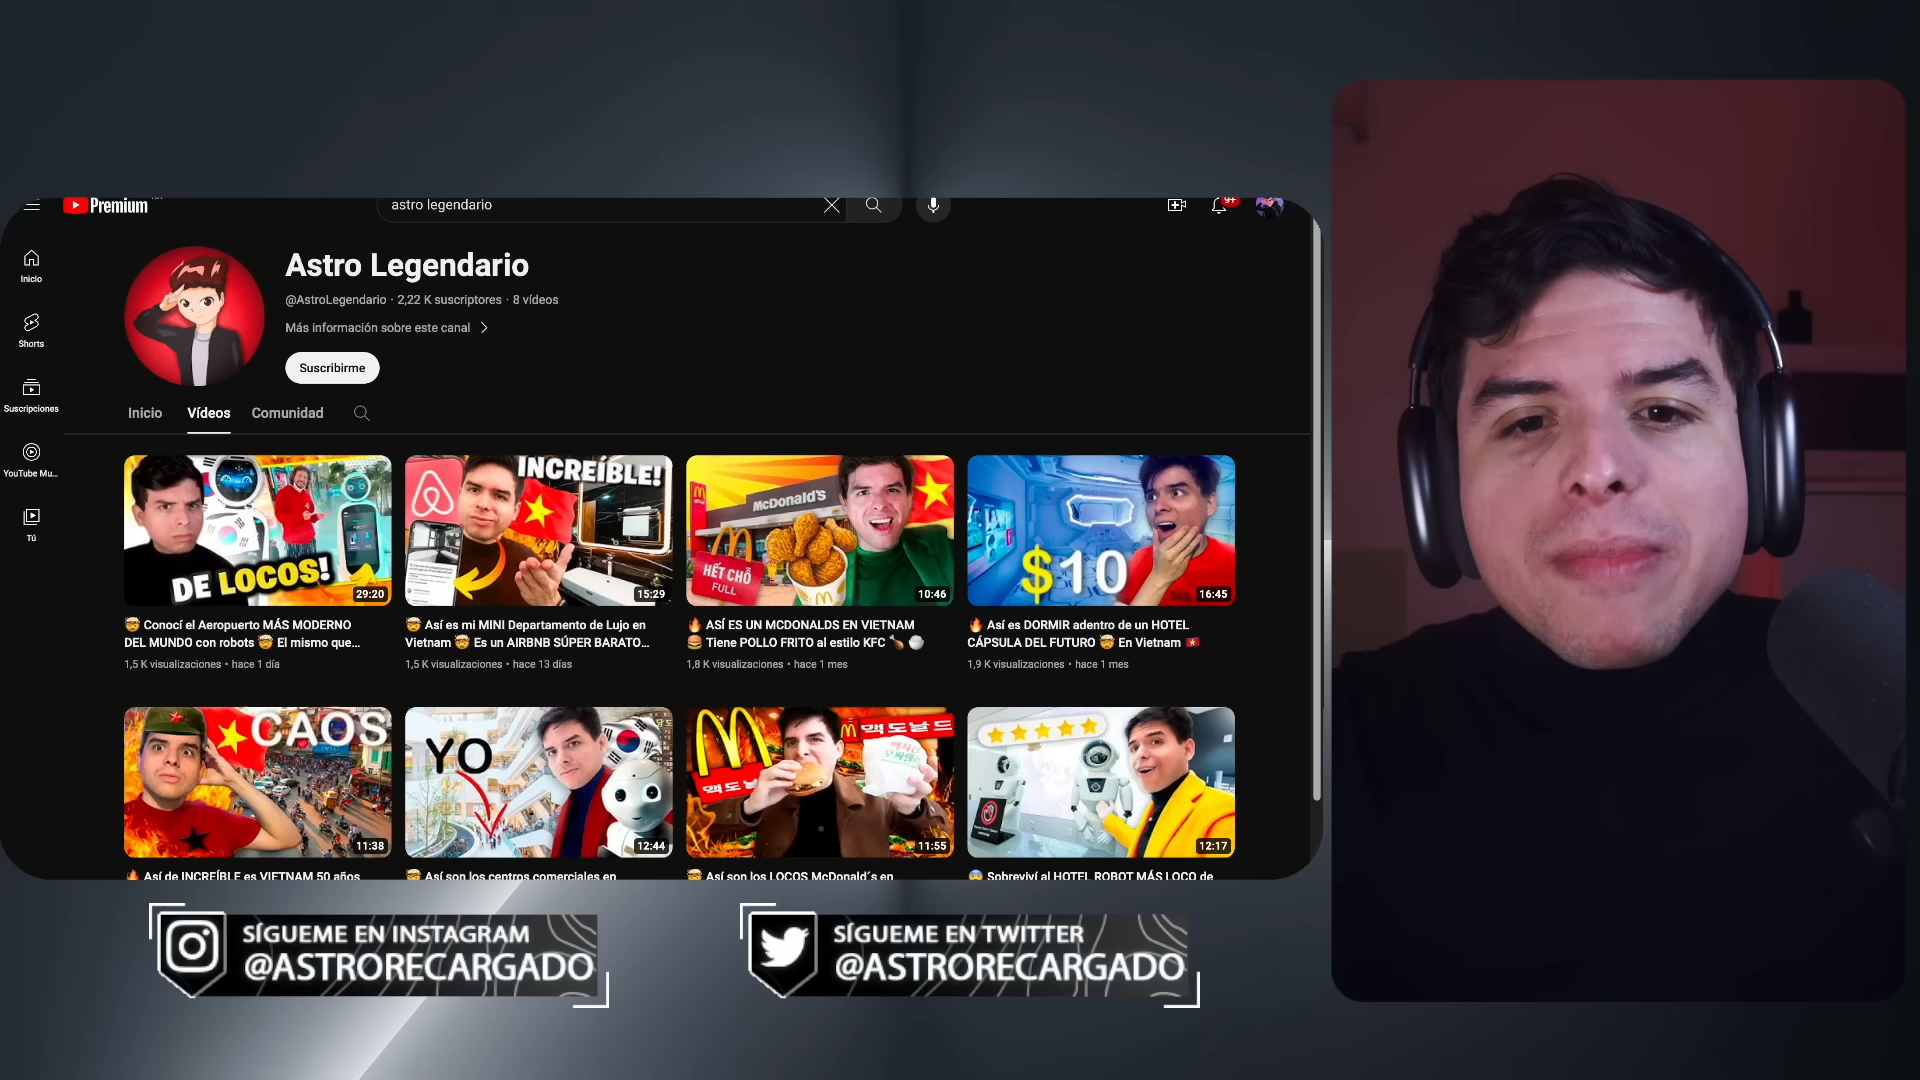 Premium
astro legendario
9+
Inicio
Shorts
Suscripciones
YouTube Mu...
Tú
Astro Legendario
@AstroLegendario · 2,22 K suscriptores · 8 vídeos
Más información sobre este canal
Suscribirme
Inicio
Vídeos
Comunidad
DE LOCOS!
29:20
INCREÍBLE!
15:29
McDonald's
HẾT CHỖ
FULL
10:46
$10
16:45
🤯 Conocí el Aeropuerto MÁS MODERNO
DEL MUNDO con robots 🤯 El mismo que...
1,5 K visualizaciones • hace 1 día
🤯 Así es mi MINI Departamento de Lujo en
Vietnam 🤯 Es un AIRBNB SÚPER BARATO...
1,5 K visualizaciones • hace 13 días
🔥 ASÍ ES UN MCDONALDS EN VIETNAM
🍔 Tiene POLLO FRITO al estilo KFC 🍗 🍚
1,8 K visualizaciones • hace 1 mes
🔥 Así es DORMIR adentro de un HOTEL
CÁPSULA DEL FUTURO 🤯 En Vietnam 🇻🇳
1,9 K visualizaciones • hace 1 mes
CAOS
11:38
YO
12:44
맥도날드
11:55
12:17
🔥 Así de INCREÍBLE es VIETNAM 50 años
🤯 Así son los centros comerciales en
🤯 Así son los LOCOS McDonald´s en
😨 Sobreviví al HOTEL ROBOT MÁS LOCO de
SÍGUEME EN INSTAGRAM
@ASTRORECARGADO
SÍGUEME EN TWITTER
@ASTRORECARGADO